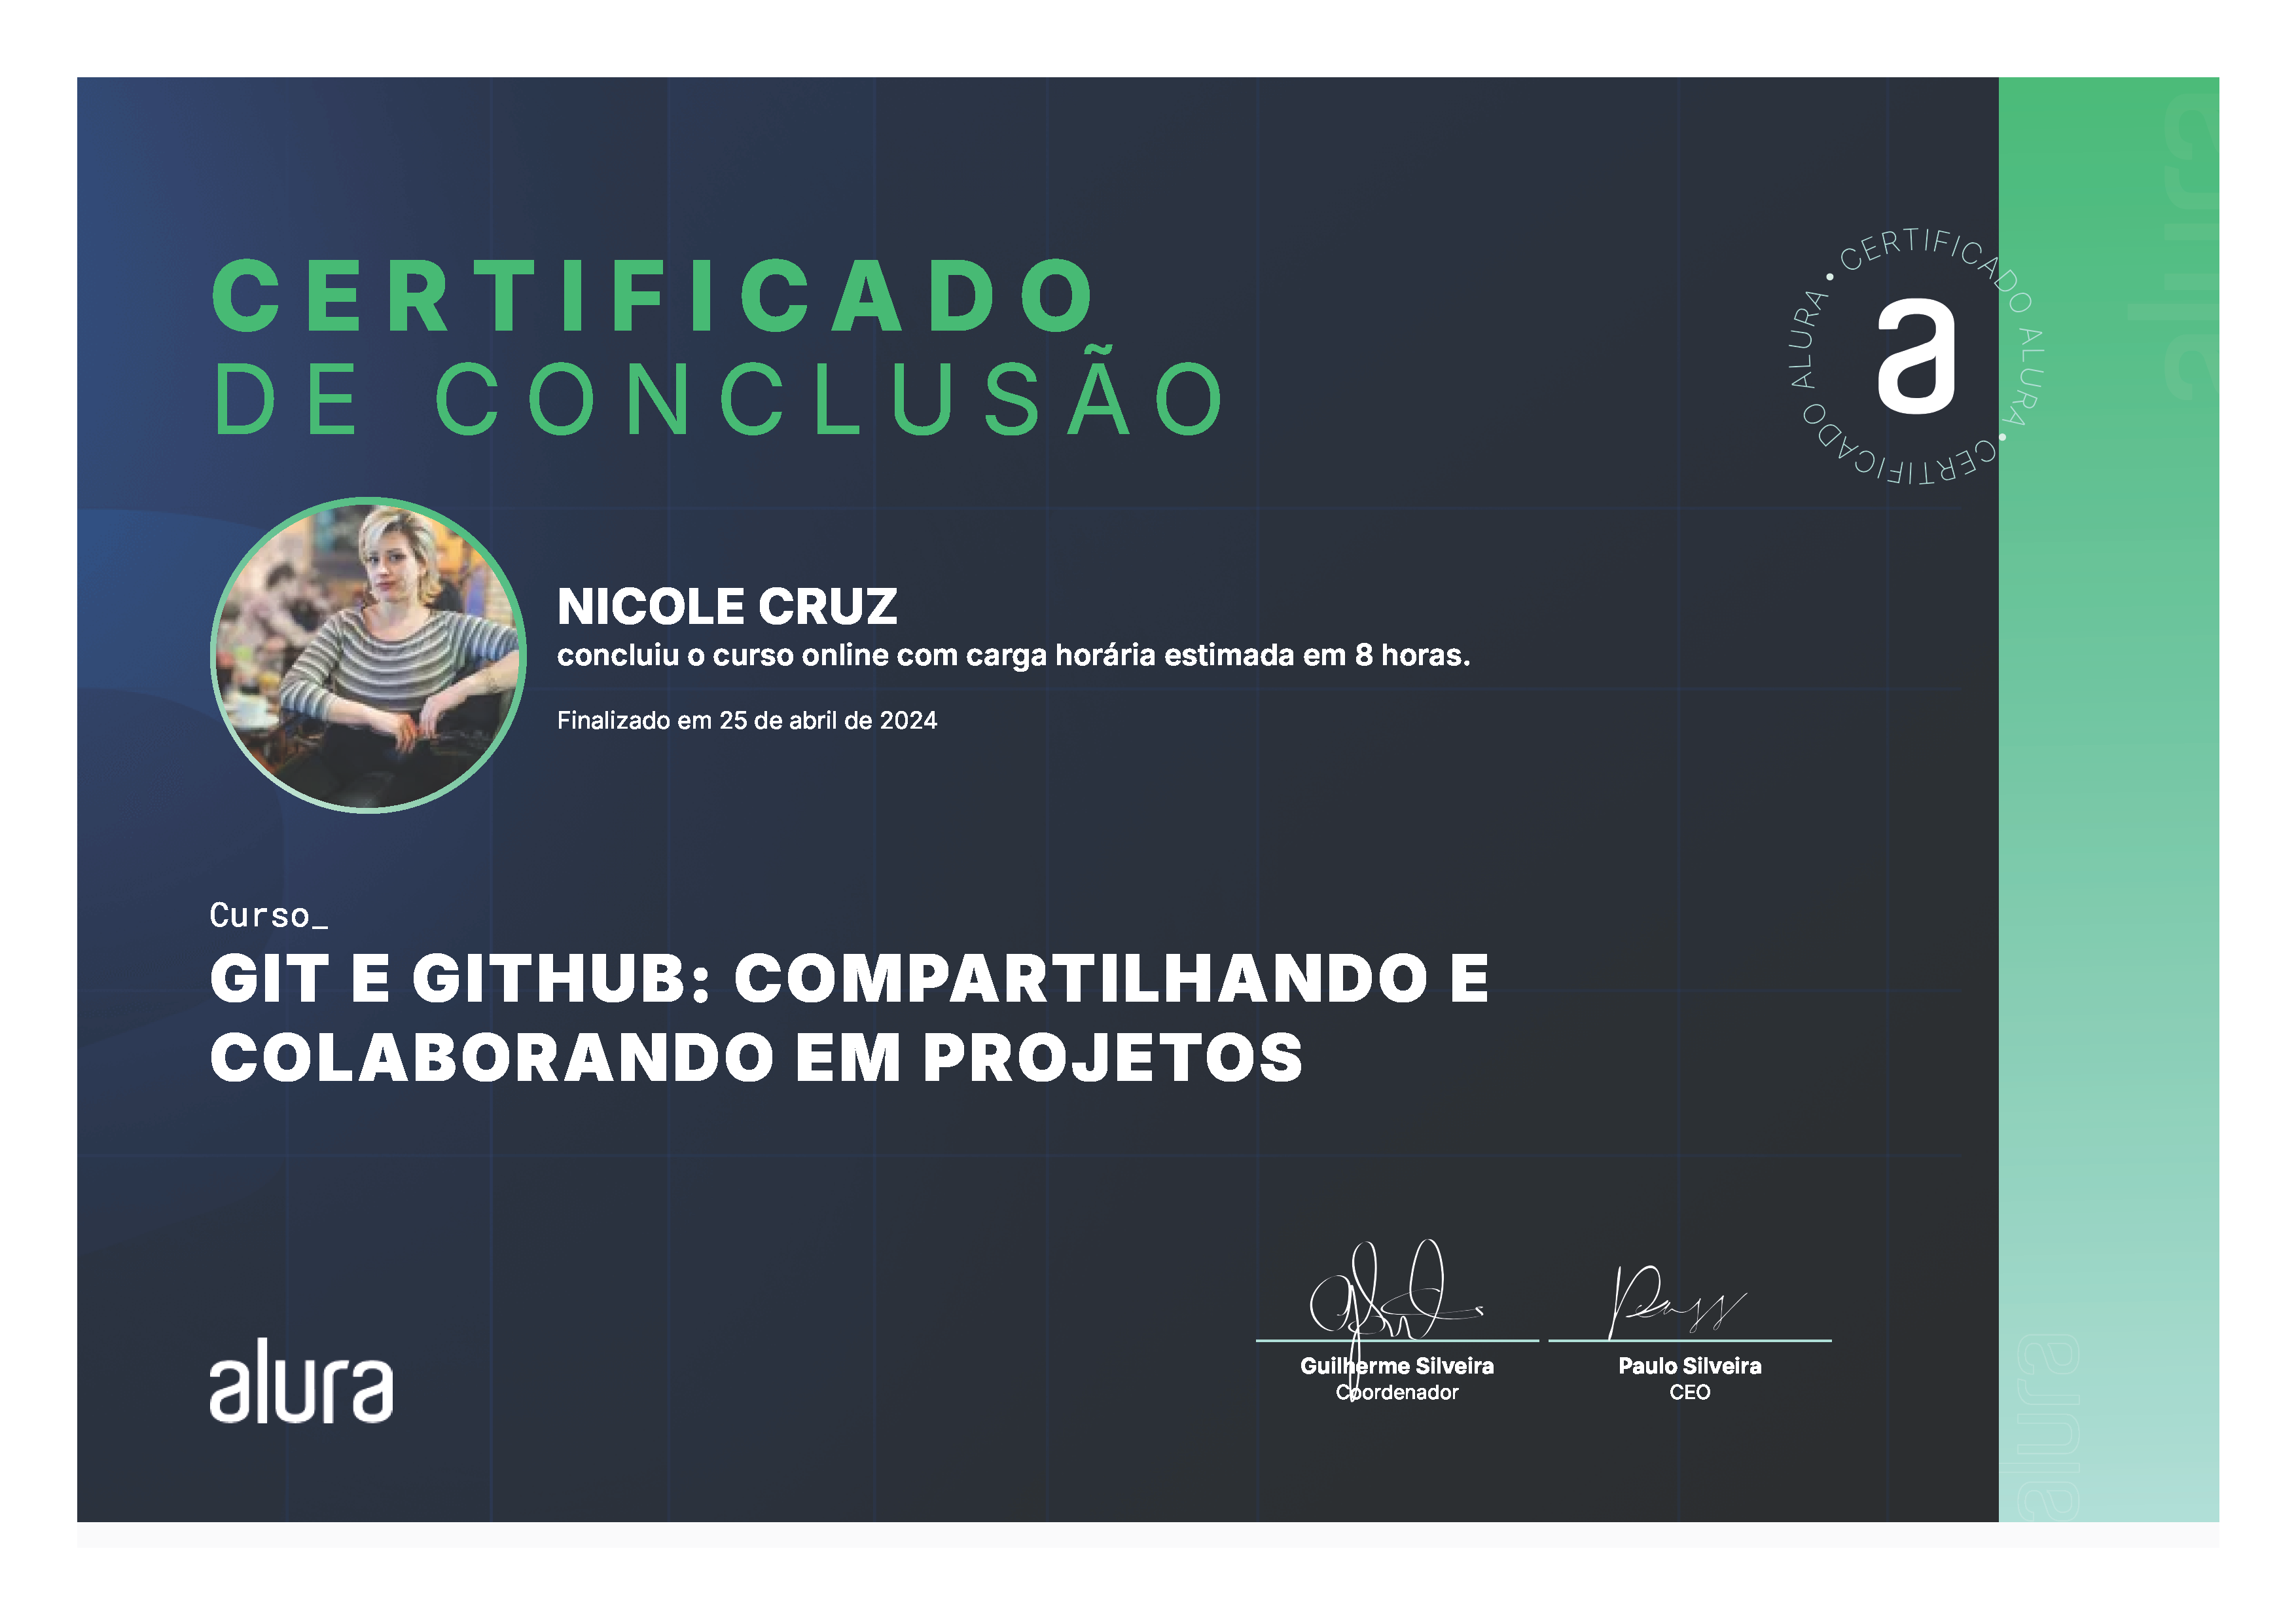 CERTIFICADO
DE CONCLUSÃO
CERTIFICADO ALURA • CERTIFICADO ALURA •
a
NICOLE CRUZ
concluiu o curso online com carga horária estimada em 8 horas.
Finalizado em 25 de abril de 2024
Curso_
GIT E GITHUB: COMPARTILHANDO E
COLABORANDO EM PROJETOS
Guilherme Silveira
Coordenador
Paulo Silveira
CEO
alura
alura
alura